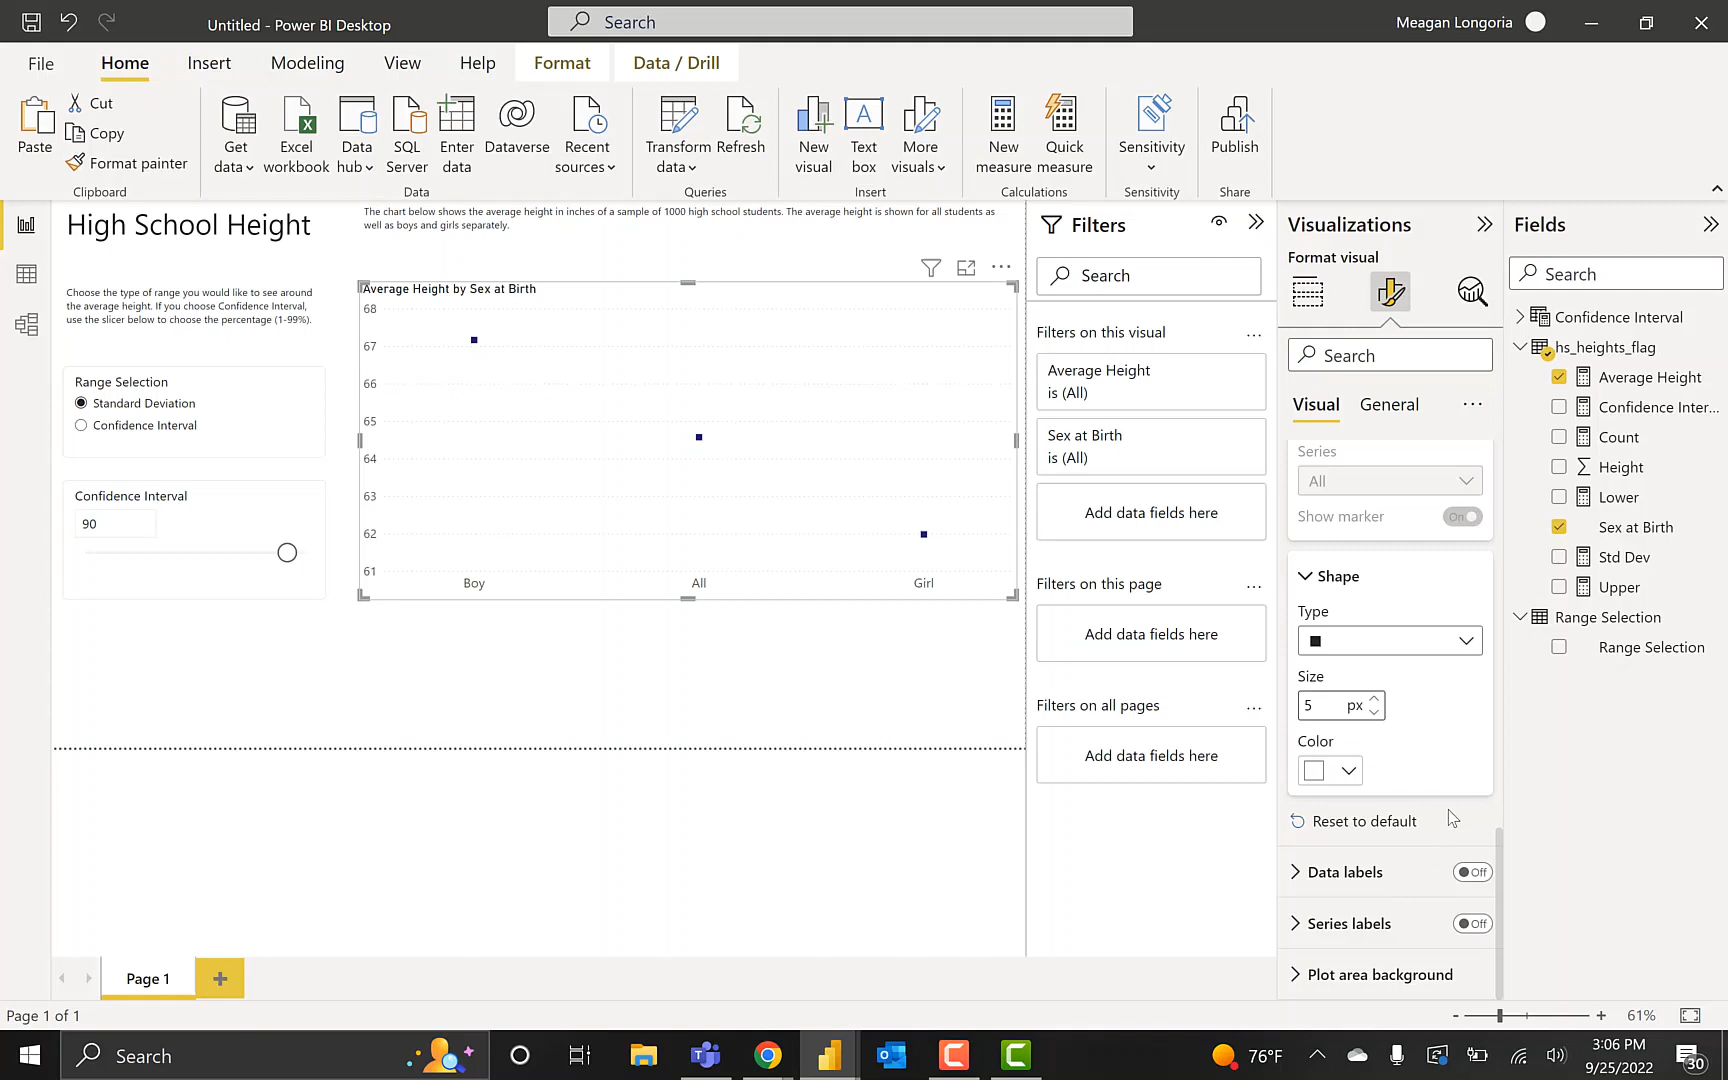 Untitled - Power BI Desktop
Search
Meagan Longoria
File
Home
Insert
Modeling
View
Help
Format
Data / Drill
Paste
Cut
Copy
Format painter
Clipboard
Get data
Excel workbook
Data hub
SQL Server
Enter data
Dataverse
Recent sources
Data
Transform data
Refresh
Queries
New visual
Text box
More visuals
Insert
New measure
Quick measure
Calculations
Sensitivity
Sensitivity
Publish
Share
High School Height
The chart below shows the average height in inches of a sample of 1000 high school students. The average height is shown for all students as
well as boys and girls separately.
Choose the type of range you would like to see around
the average height. If you choose Confidence Interval,
use the slicer below to choose the percentage (1-99%).
Range Selection
Standard Deviation
Confidence Interval
Confidence Interval
90
Average Height by Sex at Birth
68
67
66
65
64
63
62
61
Boy
All
Girl
Filters
Search
Filters on this visual
...
Average Height
is (All)
Sex at Birth
is (All)
Add data fields here
Filters on this page
...
Add data fields here
Filters on all pages
...
Add data fields here
Visualizations
Format visual
Search
Visual
General
...
Series
All
Show marker
On
Shape
Type
Size
5 px
Color
Reset to default
Data labels
Off
Series labels
Off
Plot area background
Fields
Search
Confidence Interval
hs_heights_flag
Average Height
Confidence Inter...
Count
Height
Lower
Sex at Birth
Std Dev
Upper
Range Selection
Range Selection
Page 1
Page 1 of 1
- + 61%
Search
76°F
3:06 PM
9/25/2022
30